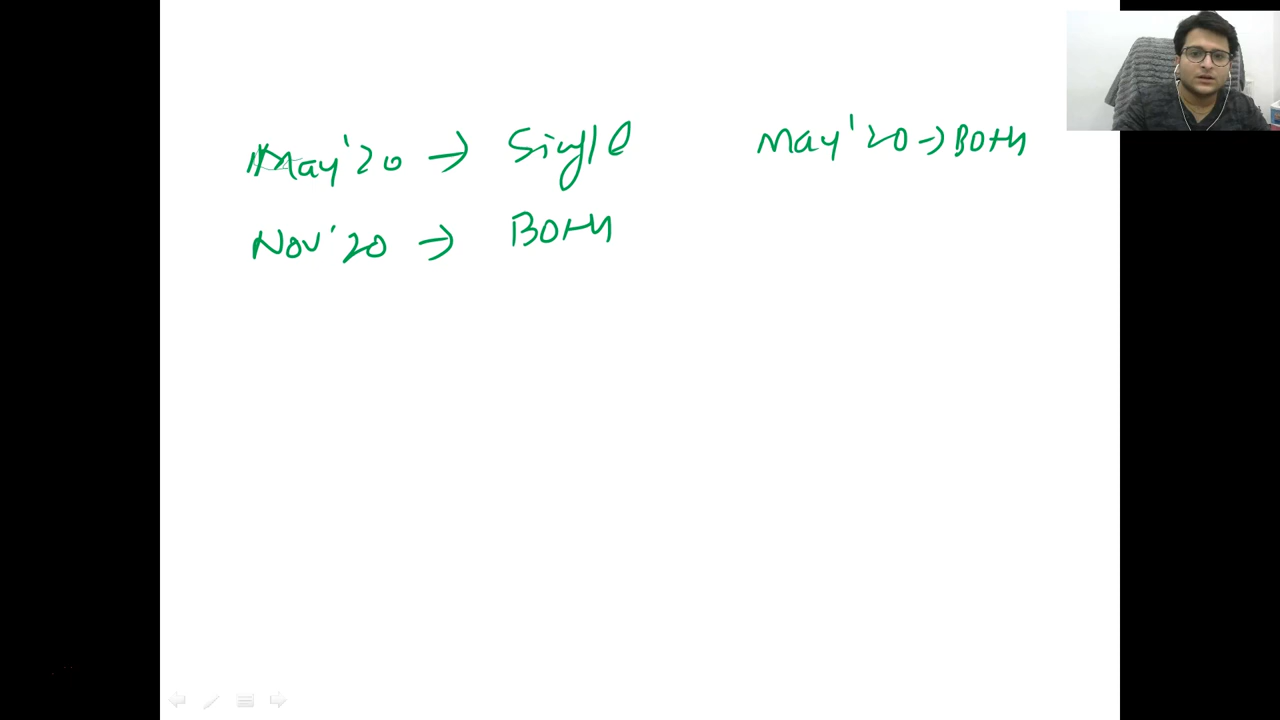 May'20 → Single
Nov'20 → Both
May'20 → Both